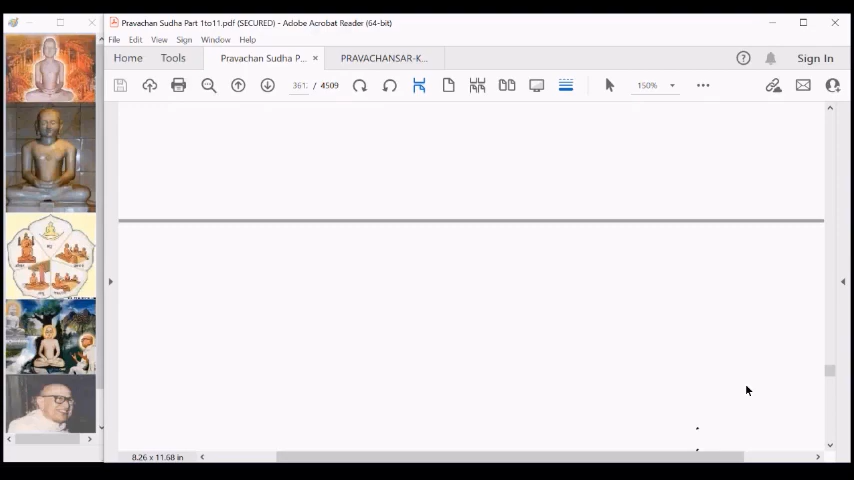 Pravachan Sudha Part 1to11.pdf (SECURED) - Adobe Acrobat Reader (64-bit)
File Edit View Sign Window Help
Home Tools Pravachan Sudha P... × PRAVACHANSAR-K... Sign In
361 / 4509 150%
8.26 x 11.68 in